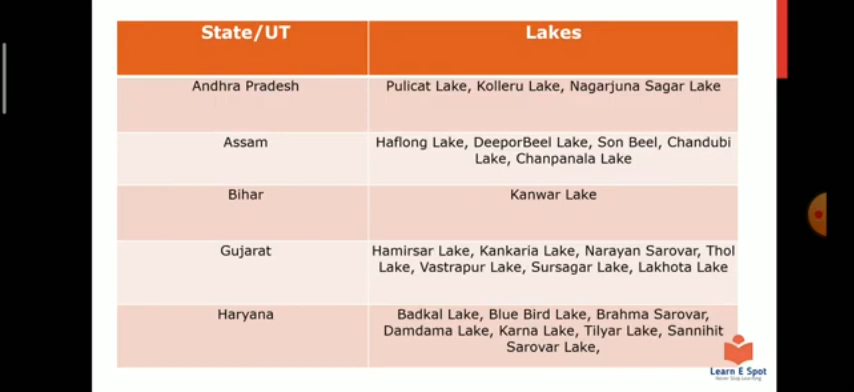 State/UT
Lakes
Andhra Pradesh
Pulicat Lake, Kolleru Lake, Nagarjuna Sagar Lake
Assam
Haflong Lake, DeeporBeel Lake, Son Beel, Chandubi
Lake, Chanpanala Lake
Bihar
Kanwar Lake
Gujarat
Hamirsar Lake, Kankaria Lake, Narayan Sarovar, Thol
Lake, Vastrapur Lake, Sursagar Lake, Lakhota Lake
Haryana
Badkal Lake, Blue Bird Lake, Brahma Sarovar,
Damdama Lake, Karna Lake, Tilyar Lake, Sannihit
Sarovar Lake,
Learn E Spot
Never Stop Learning